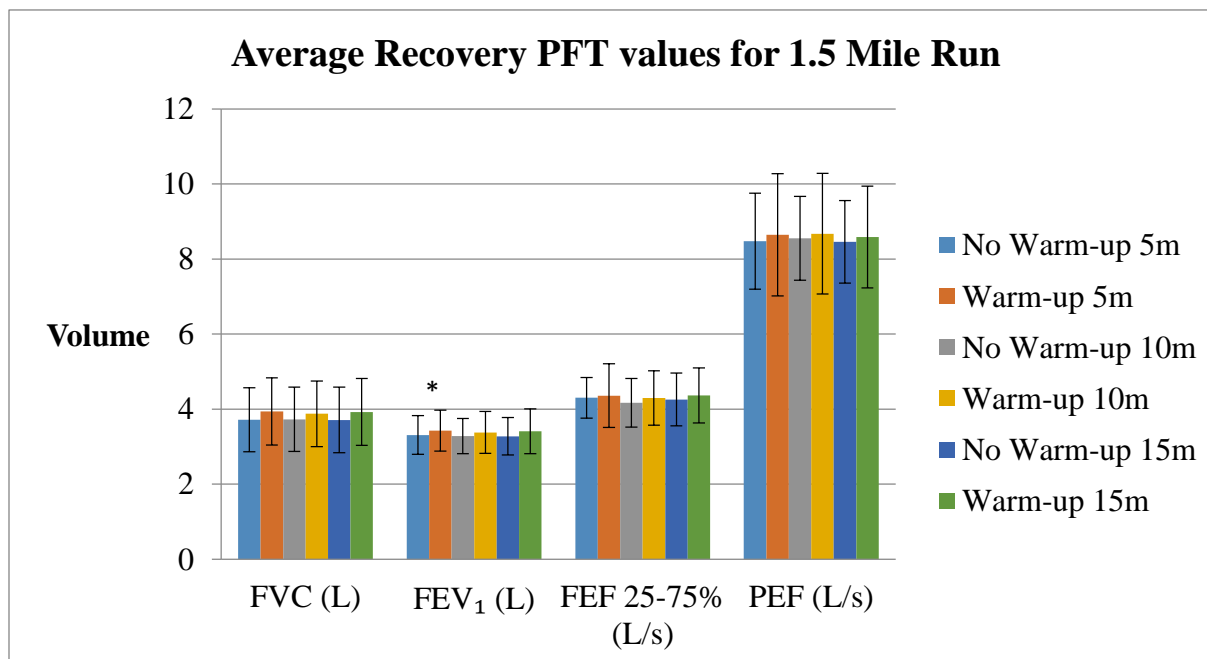 Average Recovery PFT values for 1.5 Mile Run
12
10
8
6
4
2
0
Volume
*
FVC (L)
FEV₁ (L)
FEF 25-75%
(L/s)
PEF (L/s)
No Warm-up 5m
Warm-up 5m
No Warm-up 10m
Warm-up 10m
No Warm-up 15m
Warm-up 15m